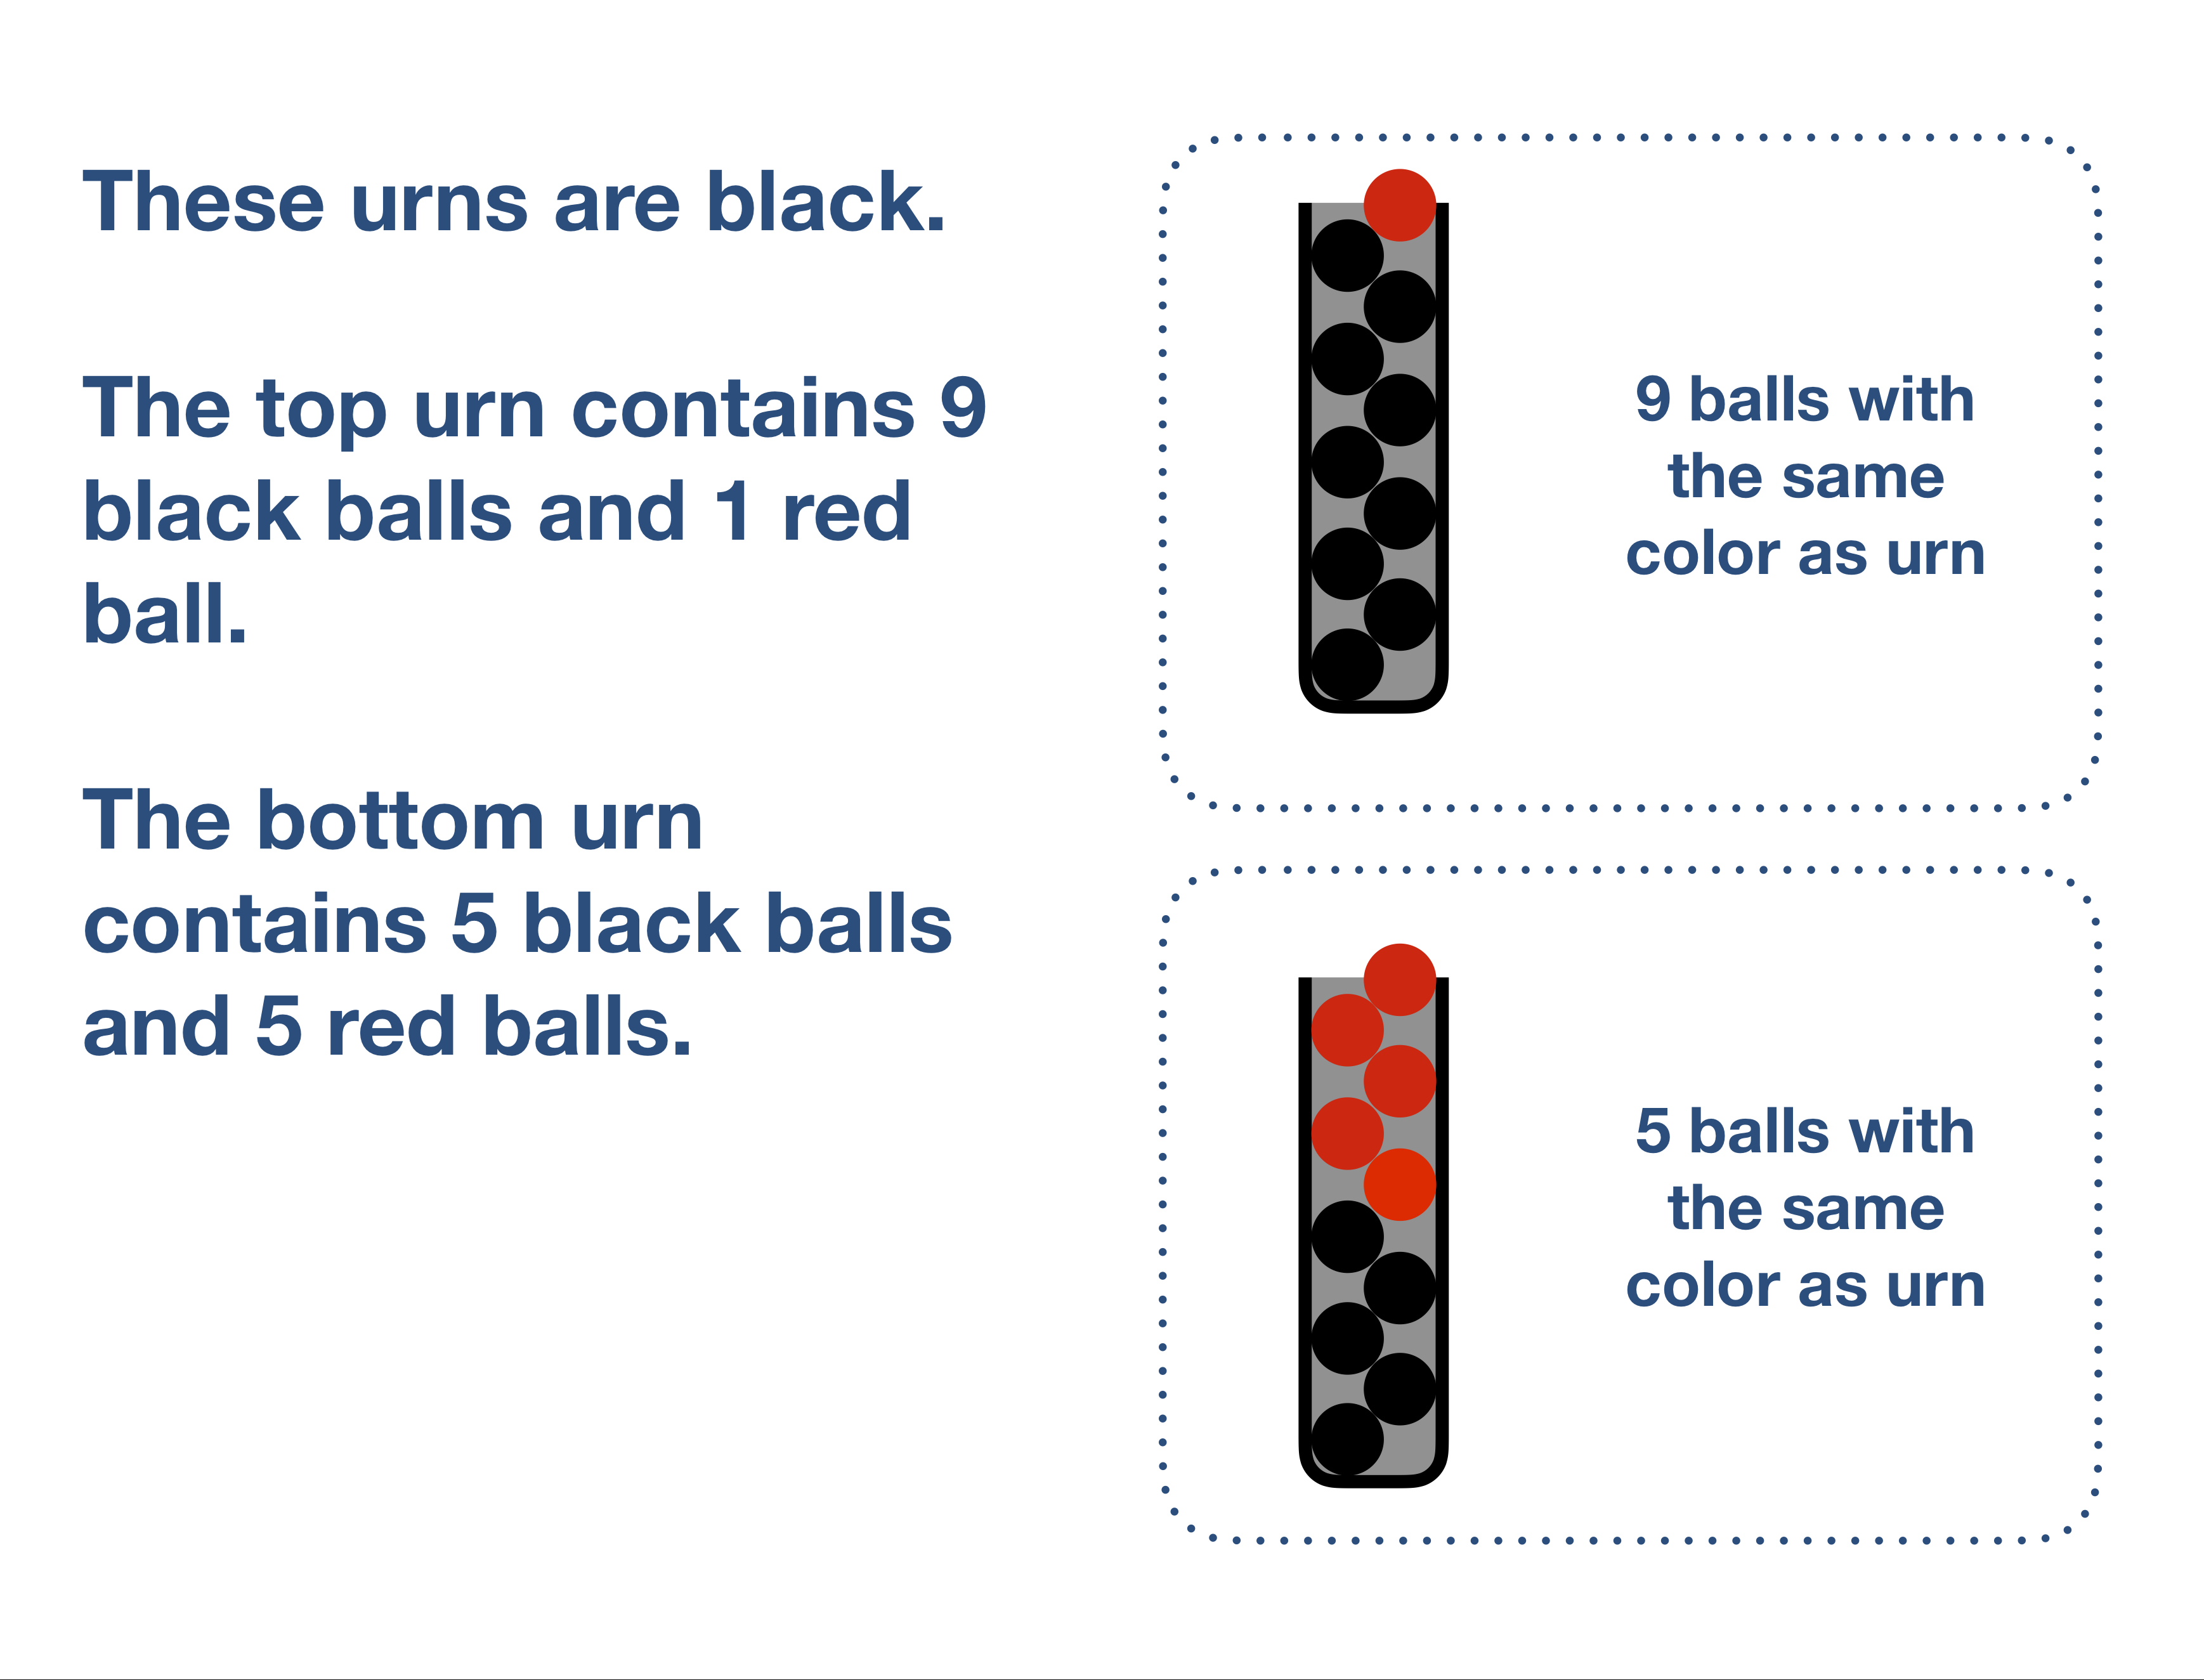 These urns are black.
The top urn contains 9
black balls and 1 red
ball.
The bottom urn
contains 5 black balls
and 5 red balls.
9 balls with
the same
color as urn
5 balls with
the same
color as urn